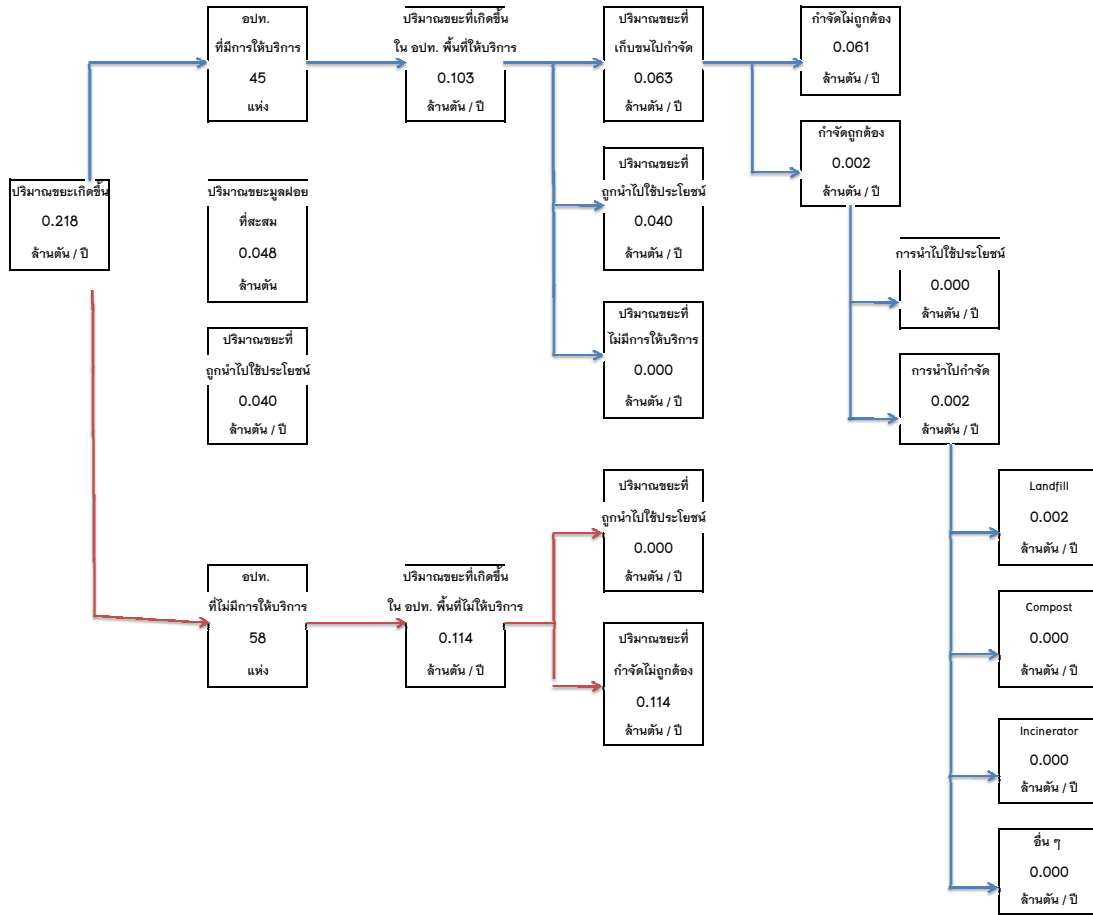 อปท.
ที่มีการให้บริการ
45
แห่ง
ปริมาณขยะที่เกิดขึ้น
ใน อปท. พื้นที่ให้บริการ
0.103
ล้านตัน / ปี
ปริมาณขยะที่
เก็บขนไปกำจัด
0.063
ล้านตัน / ปี
กำจัดไม่ถูกต้อง
0.061
ล้านตัน / ปี
กำจัดถูกต้อง
0.002
ล้านตัน / ปี
ปริมาณขยะเกิดขึ้น
0.218
ล้านตัน / ปี
ปริมาณขยะมูลฝอย
ที่สะสม
0.048
ล้านตัน
ปริมาณขยะที่
ถูกนำไปใช้ประโยชน์
0.040
ล้านตัน / ปี
การนำไปใช้ประโยชน์
0.000
ล้านตัน / ปี
ปริมาณขยะที่
ถูกนำไปใช้ประโยชน์
0.040
ล้านตัน / ปี
ปริมาณขยะที่
ไม่มีการให้บริการ
0.000
ล้านตัน / ปี
การนำไปกำจัด
0.002
ล้านตัน / ปี
ปริมาณขยะที่
ถูกนำไปใช้ประโยชน์
0.000
ล้านตัน / ปี
Landfill
0.002
ล้านตัน / ปี
อปท.
ที่ไม่มีการให้บริการ
58
แห่ง
ปริมาณขยะที่เกิดขึ้น
ใน อปท. พื้นที่ไม่ให้บริการ
0.114
ล้านตัน / ปี
ปริมาณขยะที่
กำจัดไม่ถูกต้อง
0.114
ล้านตัน / ปี
Compost
0.000
ล้านตัน / ปี
Incinerator
0.000
ล้านตัน / ปี
อื่น ๆ
0.000
ล้านตัน / ปี